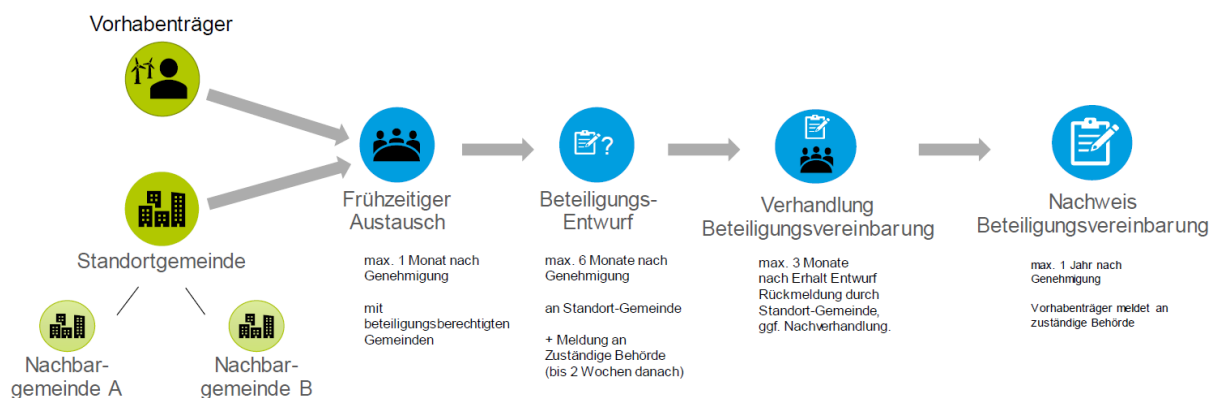 Vorhabenträger
Standortgemeinde
Nachbar-
gemeinde A
Nachbar-
gemeinde B
Frühzeitiger
Austausch
max. 1 Monat nach
Genehmigung
mit
beteiligungsberechtigten
Gemeinden
?
Beteiligungs-
Entwurf
max. 6 Monate nach
Genehmigung
an Standort-Gemeinde
+ Meldung an
Zuständige Behörde
(bis 2 Wochen danach)
Verhandlung
Beteiligungsvereinbarung
max. 3 Monate
nach Erhalt Entwurf
Rückmeldung durch
Standort-Gemeinde,
ggf. Nachverhandlung.
Nachweis
Beteiligungsvereinbarung
max. 1 Jahr nach
Genehmigung
Vorhabenträger meldet an
zuständige Behörde